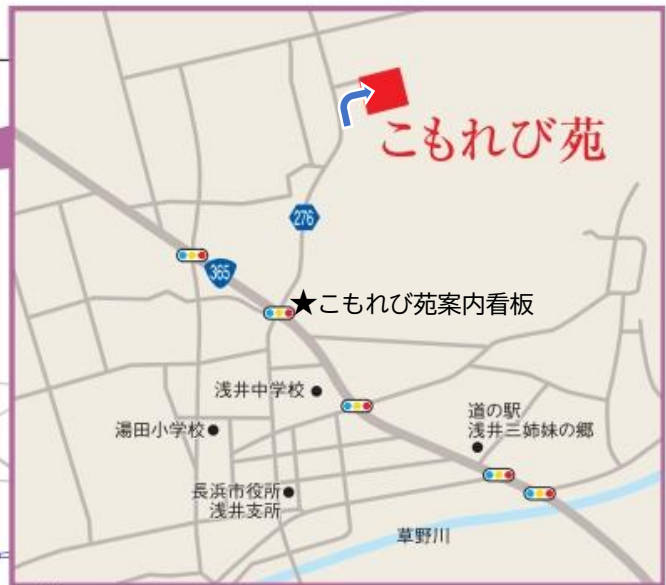 こもれび苑
276
365
★こもれび苑案内看板
浅井中学校
湯田小学校
道の駅
浅井三姉妹の郷
長浜市役所
浅井支所
草野川